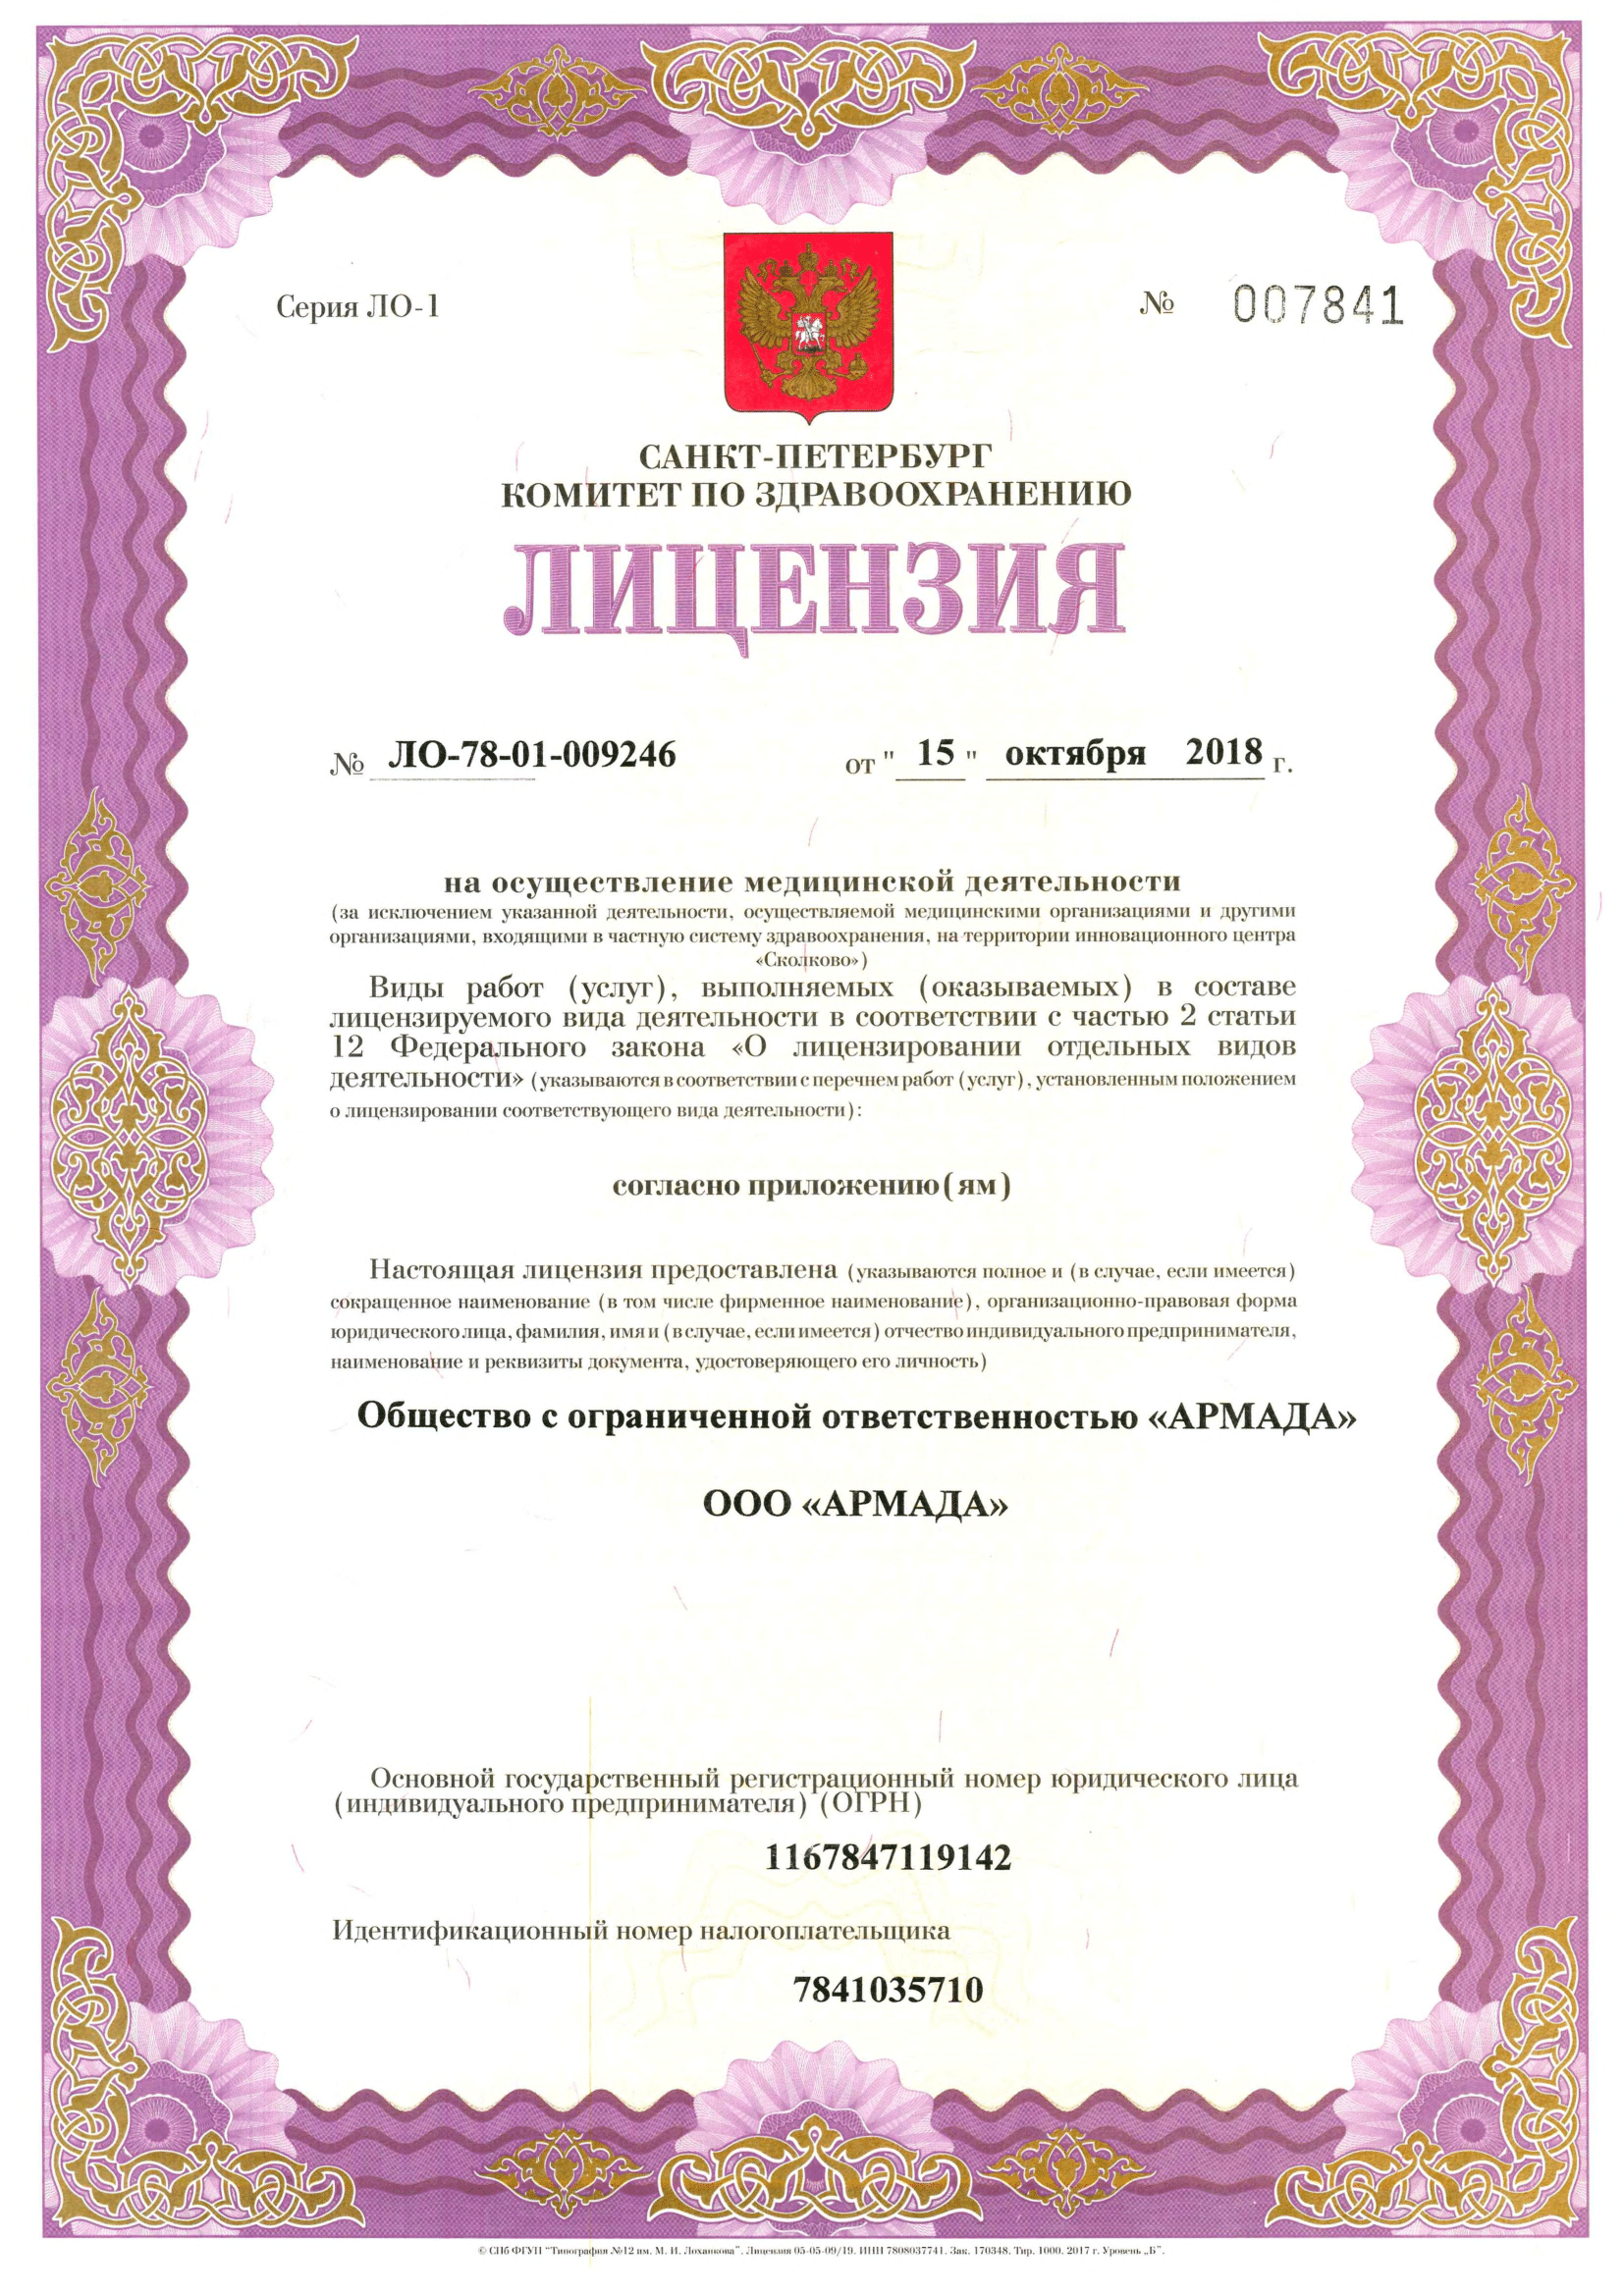 Серия ЛО-1
№ 007841
САНКТ-ПЕТЕРБУРГ
КОМИТЕТ ПО ЗДРАВООХРАНЕНИЮ
ЛИЦЕНЗИЯ
№ ЛО-78-01-009246 от " 15 " октября 2018 г.
на осуществление медицинской деятельности
(за исключением указанной деятельности, осуществляемой медицинскими организациями и другими
организациями, входящими в частную систему здравоохранения, на территории инновационного центра
«Сколково»)
Виды работ (услуг), выполняемых (оказываемых) в составе
лицензируемого вида деятельности в соответствии с частью 2 статьи
12 Федерального закона «О лицензировании отдельных видов
деятельности» (указываются в соответствии с перечнем работ (услуг), установленным положением
о лицензировании соответствующего вида деятельности):
согласно приложению(ям)
Настоящая лицензия предоставлена (указываются полное и (в случае, если имеется)
сокращенное наименование (в том числе фирменное наименование), организационно-правовая форма
юридического лица, фамилия, имя и (в случае, если имеется) отчество индивидуального предпринимателя,
наименование и реквизиты документа, удостоверяющего его личность)
Общество с ограниченной ответственностью «АРМАДА»
ООО «АРМАДА»
Основной государственный регистрационный номер юридического лица
(индивидуального предпринимателя) (ОГРН)
1167847119142
Идентификационный номер налогоплательщика
7841035710
© СПб ФГУП "Типография №12 им. М. И. Лоханкова". Лицензия 05-05-09/19. ИНН 7808037741. Зак. 170348. Тир. 1000. 2017 г. Уровень „Б".